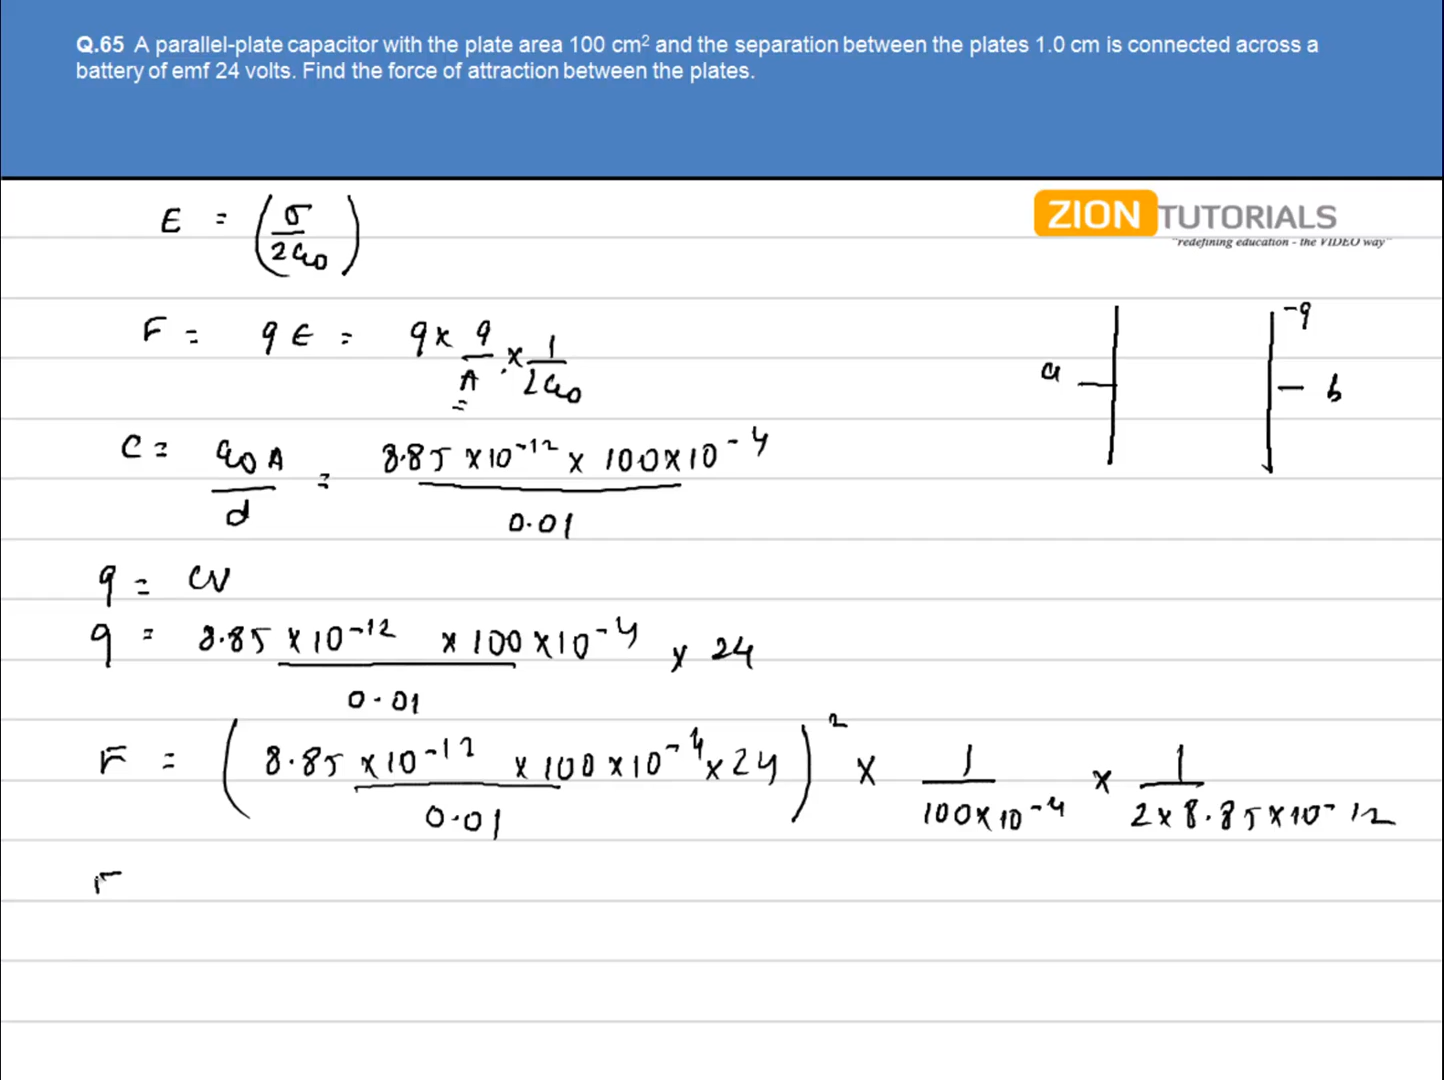 Q.65 A parallel-plate capacitor with the plate area 100 cm² and the separation between the plates 1.0 cm is connected across a
battery of emf 24 volts. Find the force of attraction between the plates.
ZION TUTORIALS
"redefining education - the VIDEO way"
E = (σ/2ε₀)
F = qE = q × q/A × 1/2ε₀
-q
a
b
C = ε₀A/d = 8.85 × 10⁻¹² × 100 × 10⁻⁴ / 0.01
q = CV
q = 8.85 × 10⁻¹² × 100 × 10⁻⁴ / 0.01 × 24
F = (8.85 × 10⁻¹² × 100 × 10⁻⁴ × 24 / 0.01)² × 1/100×10⁻⁴ × 1/2×8.85×10⁻¹²